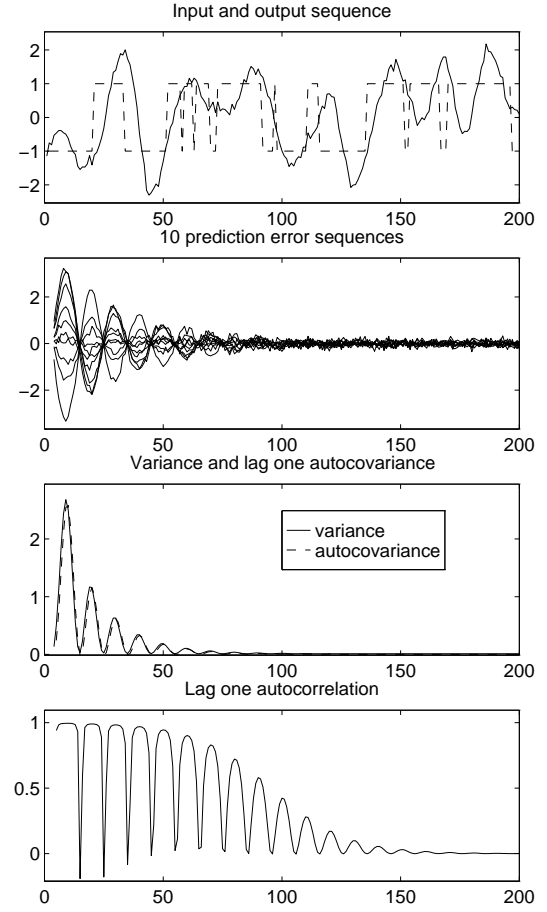 Input and output sequence
2
1
0
−1
−2
0 50 100 150 200
10 prediction error sequences
2
0
−2
0 50 100 150 200
Variance and lag one autocovariance
2
1
0
variance
autocovariance
0 50 100 150 200
Lag one autocorrelation
1
0.5
0
0 50 100 150 200